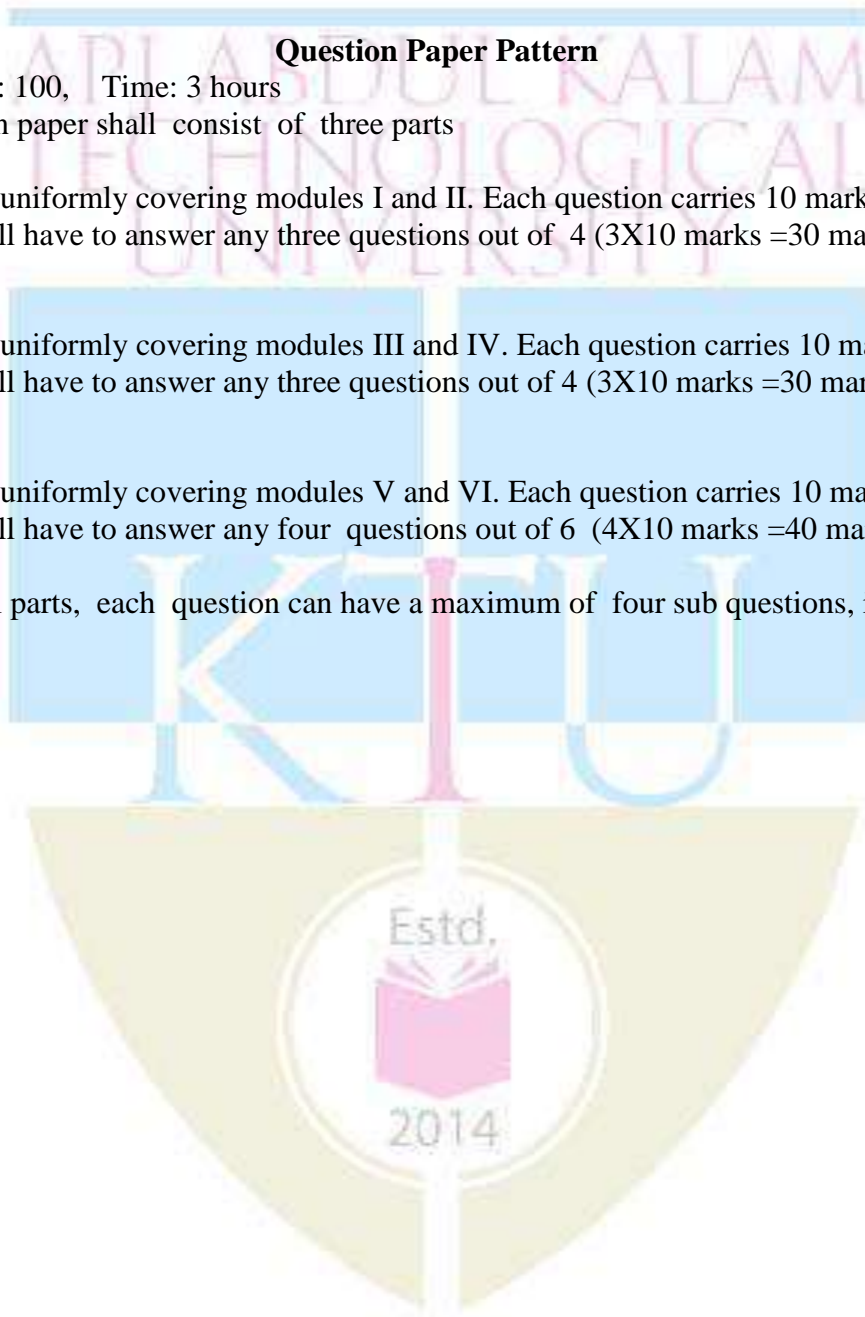 API ABDUL KALAM
TECHNOLOGICAL
UNIVERSITY
Question Paper Pattern
: 100, Time: 3 hours
n paper shall consist of three parts
uniformly covering modules I and II. Each question carries 10 mark
ll have to answer any three questions out of 4 (3X10 marks =30 ma
uniformly covering modules III and IV. Each question carries 10 ma
ll have to answer any three questions out of 4 (3X10 marks =30 mar
uniformly covering modules V and VI. Each question carries 10 ma
ll have to answer any four questions out of 6 (4X10 marks =40 ma
parts, each question can have a maximum of four sub questions,
KTU
Estd.
2014